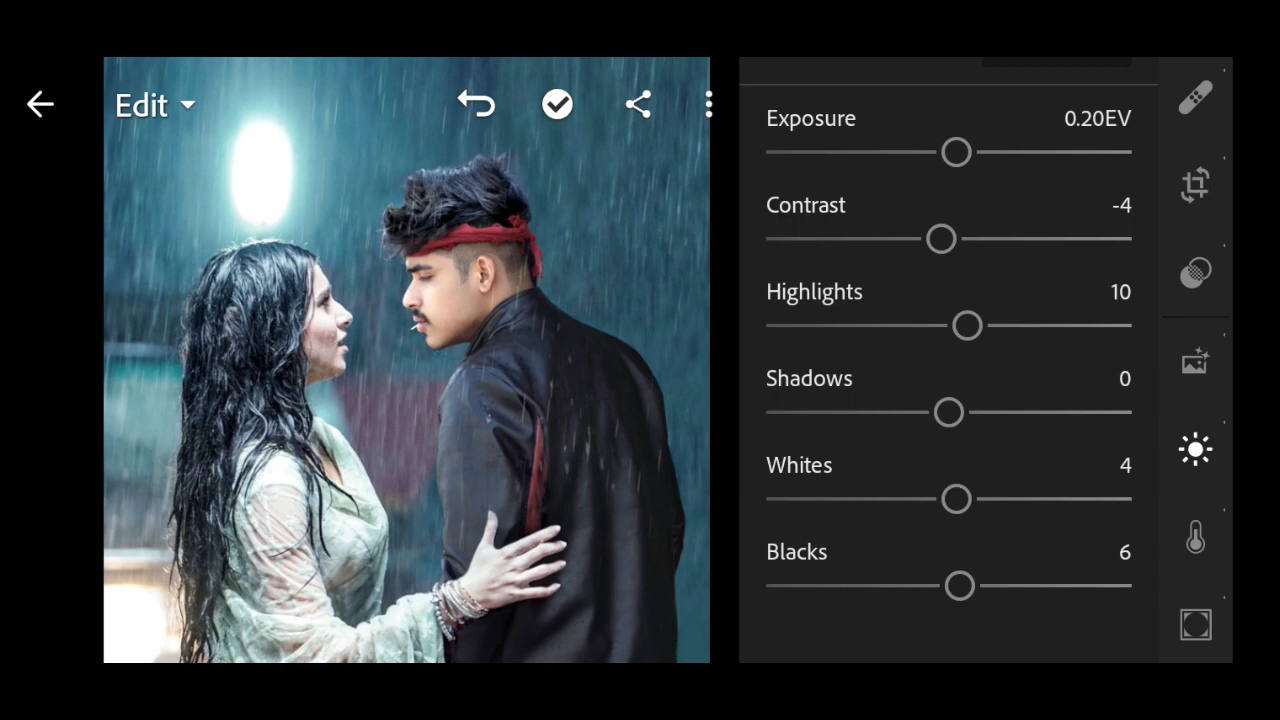 Edit
Exposure 0.20EV
Contrast -4
Highlights 10
Shadows 0
Whites 4
Blacks 6